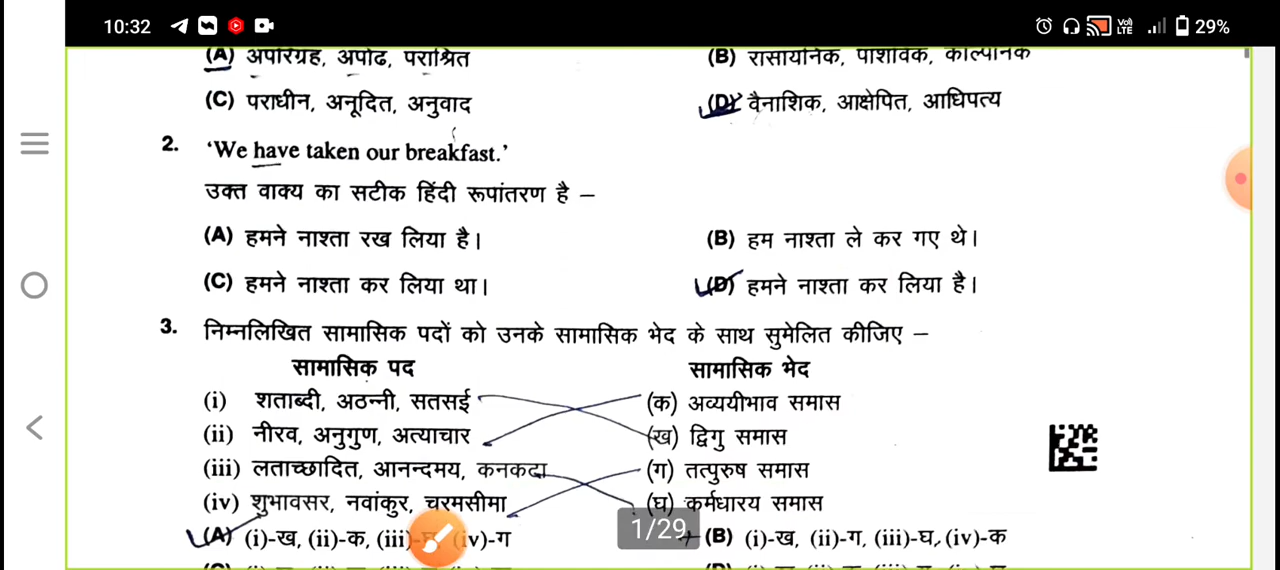 10:32 Vol) LTE 29%
(A) अपरिग्रह, अपोढ, पराश्रित (B) रासायनिक, पाशविक, काल्पनिक
(C) पराधीन, अनूदित, अनुवाद (D) वैनाशिक, आक्षेपित, आधिपत्य
2. ‘We have taken our breakfast.’
उक्त वाक्य का सटीक हिंदी रूपांतरण है –
(A) हमने नाश्ता रख लिया है। (B) हम नाश्ता ले कर गए थे।
(C) हमने नाश्ता कर लिया था। (D) हमने नाश्ता कर लिया है।
3. निम्नलिखित सामासिक पदों को उनके सामासिक भेद के साथ सुमेलित कीजिए –
सामासिक पद सामासिक भेद
(i) शताब्दी, अठन्नी, सतसई (क) अव्ययीभाव समास
(ii) नीरव, अनुगुण, अत्याचार (ख) द्विगु समास
(iii) लताच्छादित, आनन्दमय, कनकदा (ग) तत्पुरुष समास
(iv) शुभावसर, नवांकुर, चरमसीमा (घ) कर्मधारय समास
(A) (i)-ख, (ii)-क, (iii)- (iv)-ग 1/29 (B) (i)-ख, (ii)-ग, (iii)-घ, (iv)-क